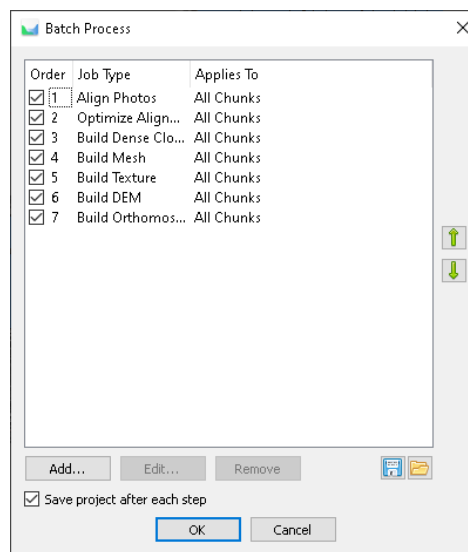 Batch Process
Order Job Type Applies To
1 Align Photos All Chunks
2 Optimize Align... All Chunks
3 Build Dense Clo... All Chunks
4 Build Mesh All Chunks
5 Build Texture All Chunks
6 Build DEM All Chunks
7 Build Orthomos... All Chunks
Add... Edit... Remove
Save project after each step
OK Cancel